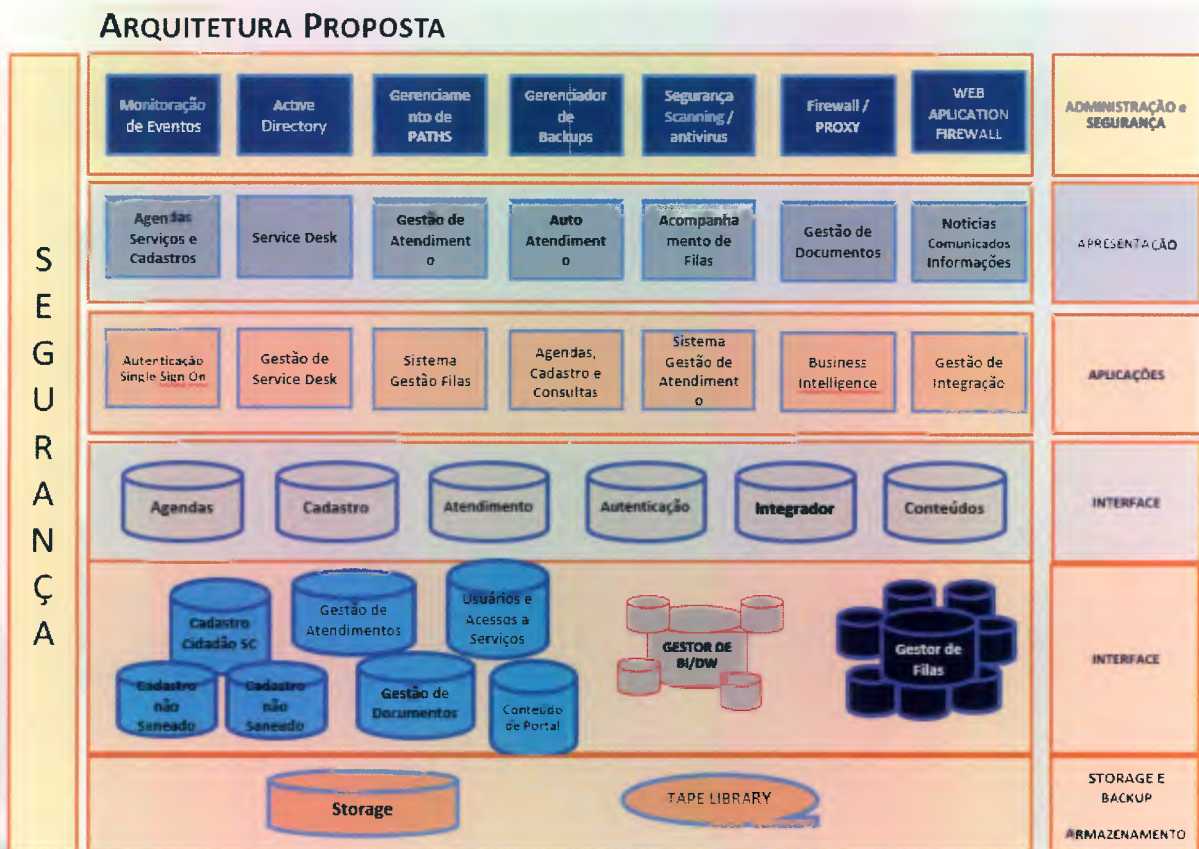 ARQUITETURA PROPOSTA
SEGURANÇA
Monitoração
de Eventos
Active
Directory
Gerenciame
nto de
PATHS
Gerenciador
de
Backups
Segurança
Scanning /
antivirus
Firewall /
PROXY
WEB
APLICATION
FIREWALL
ADMINISTRAÇÃO e
SEGURANÇA
Agendas
Serviços e
Cadastros
Service Desk
Gestão de
Atendiment
o
Auto
Atendiment
o
Acompanha
mento de
Filas
Gestão de
Documentos
Noticias
Comunicados
Informações
APRESENTAÇÃO
Autenticação
Single Sign On
Gestão de
Service Desk
Sistema
Gestão Filas
Agendas,
Cadastro e
Consultas
Sistema
Gestão de
Atendiment
o
Business
Intelligence
Gestão de
Integração
APLICAÇÕES
Agendas
Cadastro
Atendimento
Autenticação
Integrador
Conteúdos
INTERFACE
Cadastro
Cidadão SC
Gestão de
Atendimentos
Usuários e
Acessos a
Serviços
Cadastro
não
Saneado
Cadastro
não
Saneado
Gestão de
Documentos
Conteúdo
de Portal
GESTOR DE
BI/DW
Gestor de
Filas
INTERFACE
Storage
TAPE LIBRARY
STORAGE E
BACKUP
ARMAZENAMENTO